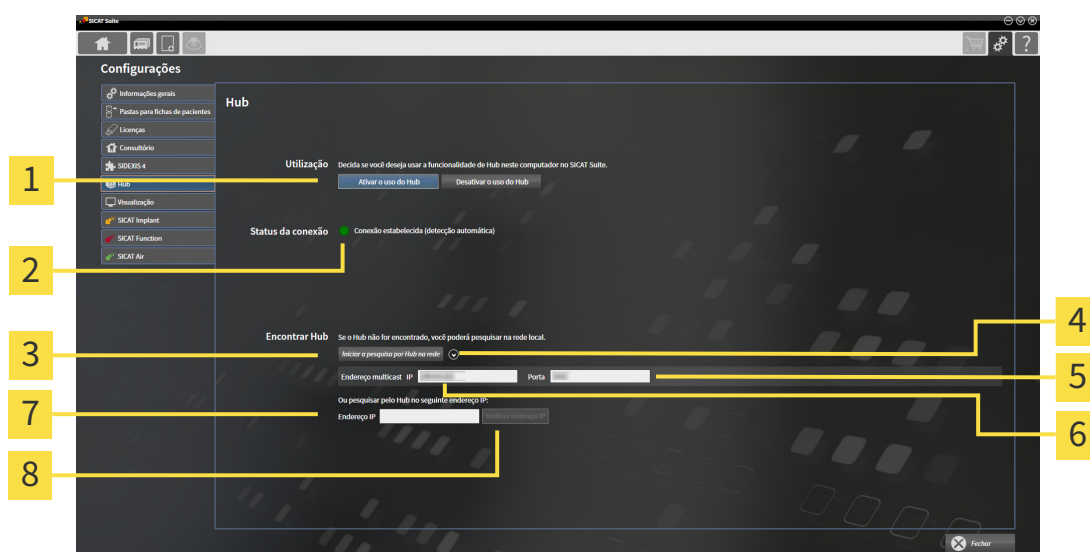 SICAT Suite
?
Configurações
Informações gerais
Pastas para fichas de pacientes
Licenças
Consultório
SIDEXIS 4
Hub
Visualização
SICAT Implant
SICAT Function
SICAT Air
Hub
Utilização Decida se você deseja usar a funcionalidade de Hub neste computador no SICAT Suite.
Ativar o uso do Hub Desativar o uso do Hub
Status da conexão Conexão estabelecida (detecção automática)
Encontrar Hub Se o Hub não for encontrado, você poderá pesquisar na rede local.
Iniciar a pesquisa por Hub na rede
Endereço multicast IP Porta
Ou pesquisar pelo Hub no seguinte endereço IP:
Endereço IP Verificar endereço IP
Fechar
1
2
3
4
5
6
7
8